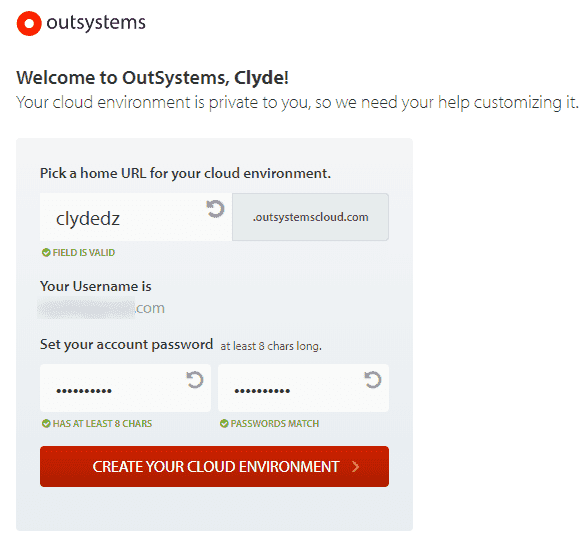 outsystems
Welcome to OutSystems, Clyde!
Your cloud environment is private to you, so we need your help customizing it.
Pick a home URL for your cloud environment.
clydedz .outsystemscloud.com
FIELD IS VALID
Your Username is
.com
Set your account password at least 8 chars long.
•••••••••• ••••••••••
HAS AT LEAST 8 CHARS PASSWORDS MATCH
CREATE YOUR CLOUD ENVIRONMENT >